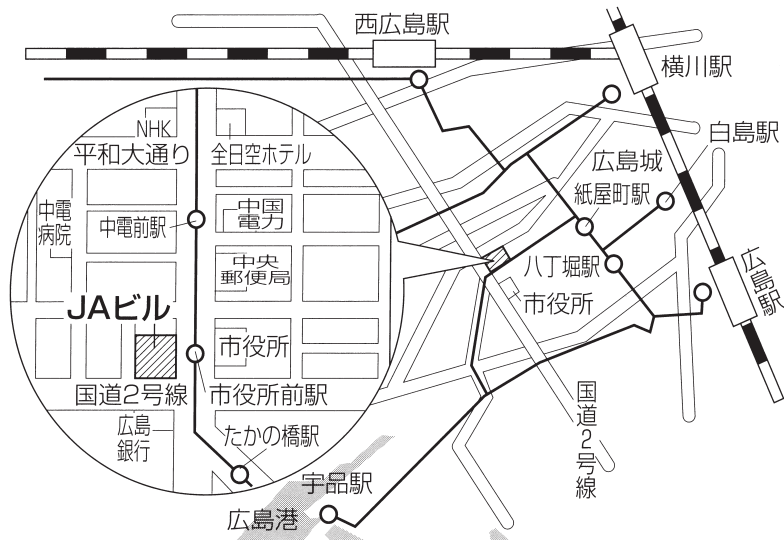 西広島駅
横川駅
白島駅
広島城
紙屋町駅
八丁堀駅
市役所
広島駅
国道2号線
宇品駅
広島港
NHK
平和大通り
全日空ホテル
中電
病院
中電前駅
中国
電力
中央
郵便局
JAビル
市役所
国道2号線
市役所前駅
広島
銀行
たかの橋駅